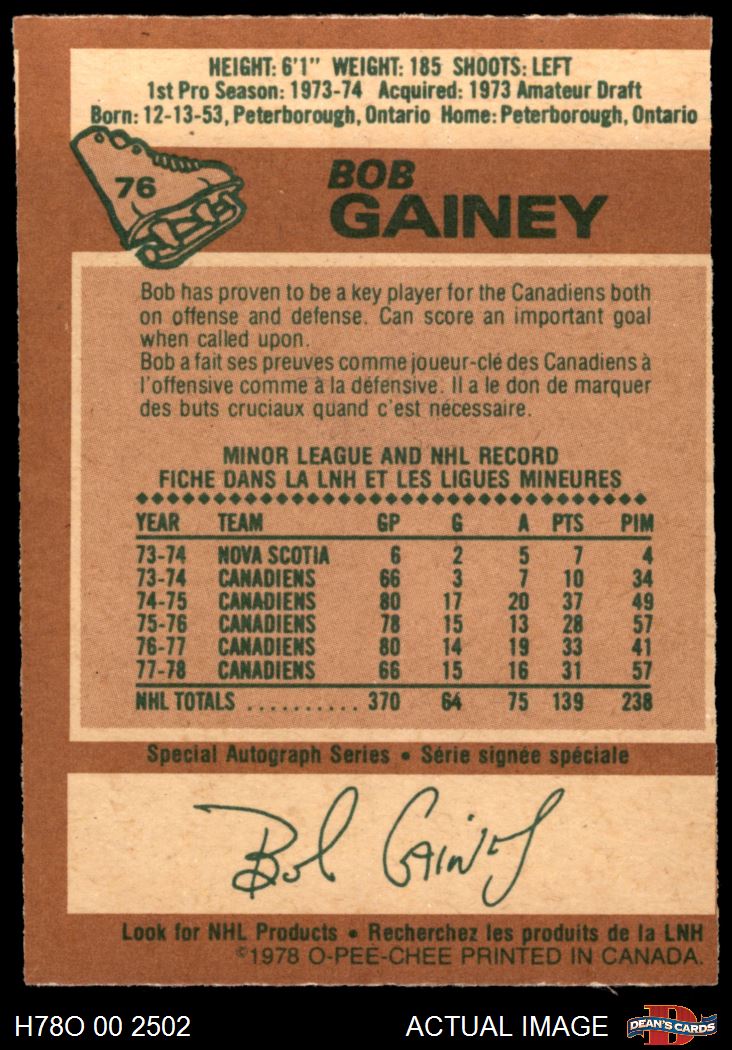 HEIGHT: 6'1" WEIGHT: 185 SHOOTS: LEFT
1st Pro Season: 1973-74 Acquired: 1973 Amateur Draft
Born: 12-13-53, Peterborough, Ontario Home: Peterborough, Ontario
76
BOB
GAINEY
Bob has proven to be a key player for the Canadiens both
on offense and defense. Can score an important goal
when called upon.
Bob a fait ses preuves comme joueur-clé des Canadiens à
l'offensive comme à la défensive. Il a le don de marquer
des buts cruciaux quand c'est nécessaire.
MINOR LEAGUE AND NHL RECORD
FICHE DANS LA LNH ET LES LIGUES MINEURES
YEAR TEAM GP G A PTS PIM
73-74 NOVA SCOTIA 6 2 5 7 4
73-74 CANADIENS 66 3 7 10 34
74-75 CANADIENS 80 17 20 37 49
75-76 CANADIENS 78 15 13 28 57
76-77 CANADIENS 80 14 19 33 41
77-78 CANADIENS 66 15 16 31 57
NHL TOTALS .......... 370 64 75 139 238
Special Autograph Series • Série signée spéciale
Bob Gainey
Look for NHL Products • Recherchez les produits de la LNH
©1978 O-PEE-CHEE PRINTED IN CANADA.
H78O 00 2502 ACTUAL IMAGE DEAN'S CARDS